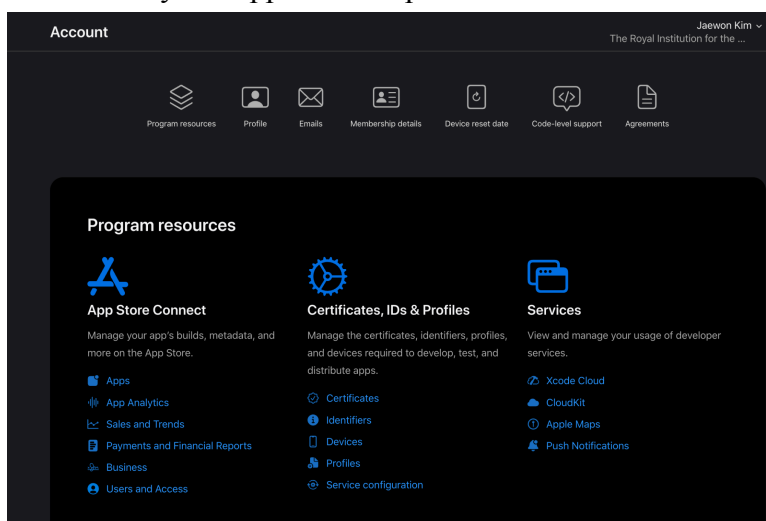 Account
Jaewon Kim
The Royal Institution for the ...
Program resources
Profile
Emails
Membership details
Device reset date
Code-level support
Agreements
Program resources
App Store Connect
Manage your app's builds, metadata, and
more on the App Store.
Apps
App Analytics
Sales and Trends
Payments and Financial Reports
Business
Users and Access
Certificates, IDs & Profiles
Manage the certificates, identifiers, profiles,
and devices required to develop, test, and
distribute apps.
Certificates
Identifiers
Devices
Profiles
Service configuration
Services
View and manage your usage of developer
services.
Xcode Cloud
CloudKit
Apple Maps
Push Notifications